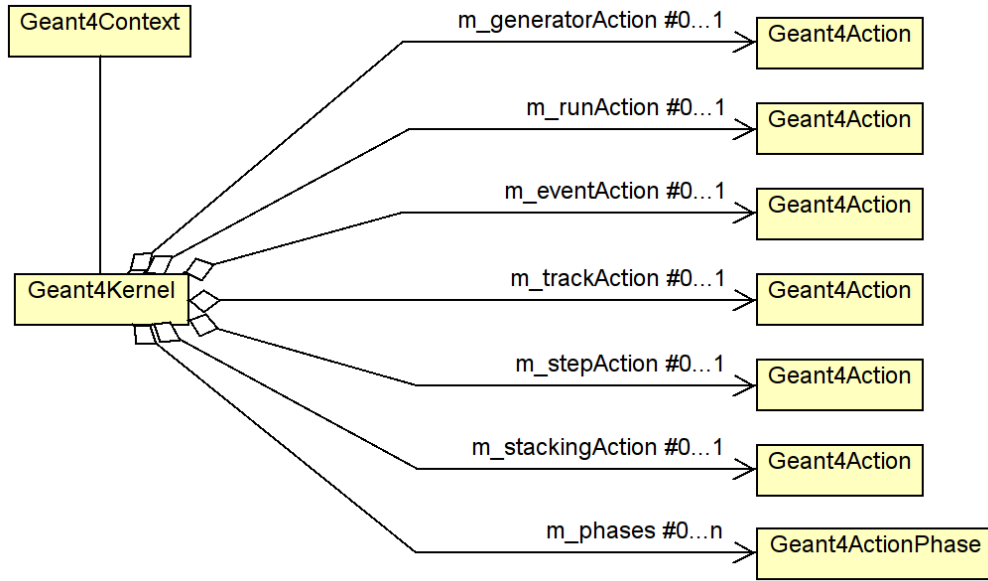 Geant4Context
m_generatorAction #0...1
Geant4Action
m_runAction #0...1
Geant4Action
m_eventAction #0...1
Geant4Action
Geant4Kernel
m_trackAction #0...1
Geant4Action
m_stepAction #0...1
Geant4Action
m_stackingAction #0...1
Geant4Action
m_phases #0...n
Geant4ActionPhase